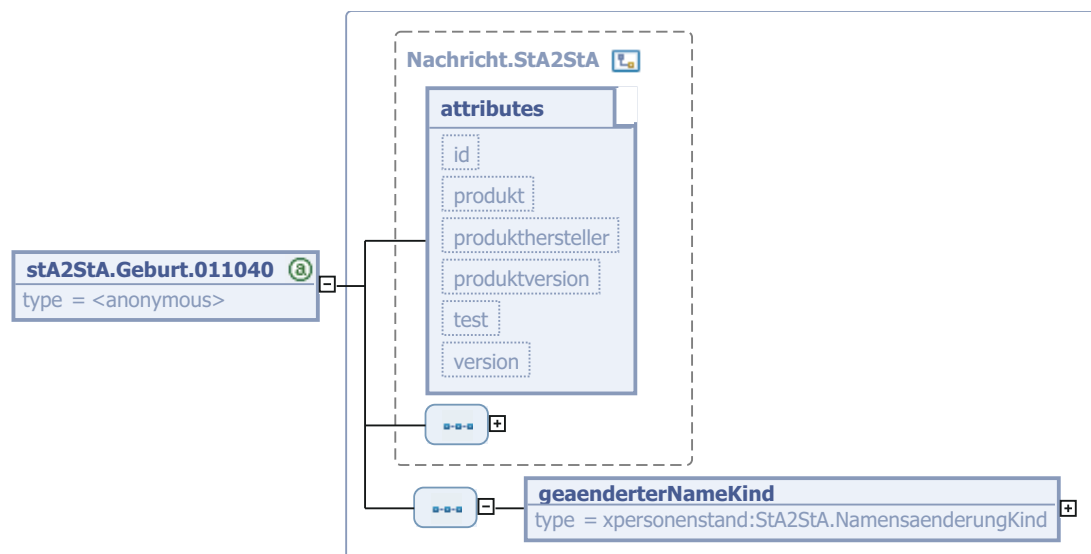 Nachricht.StA2StA
attributes
id
produkt
produkthersteller
produktversion
test
version
stA2StA.Geburt.011040 a
type = <anonymous>
geaenderterNameKind
type = xpersonenstand:StA2StA.NamensaenderungKind